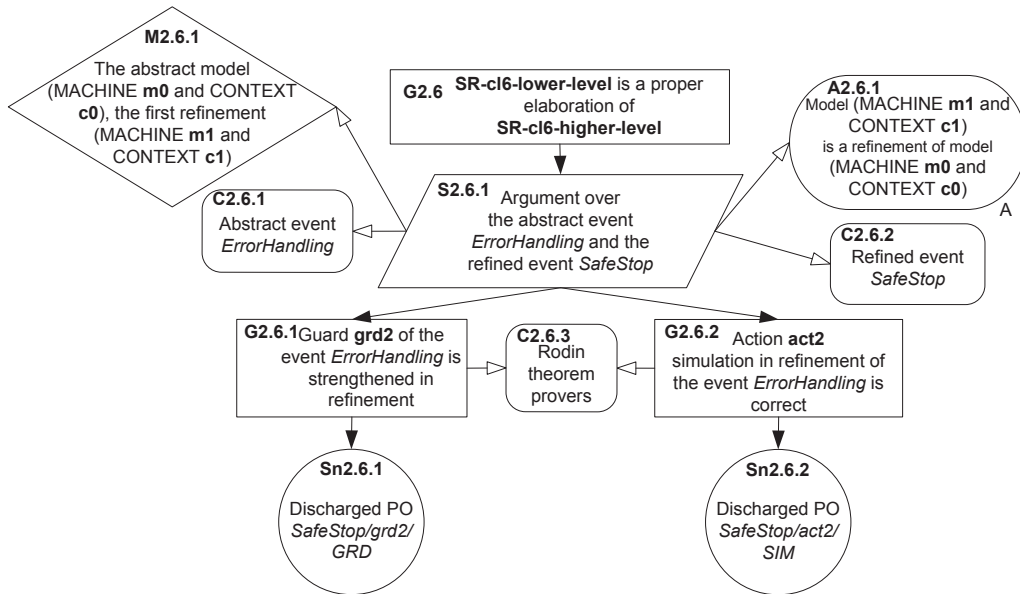 M2.6.1
The abstract model
(MACHINE m0 and CONTEXT
c0), the first refinement
(MACHINE m1 and
CONTEXT c1)
G2.6 SR-cl6-lower-level is a proper
elaboration of
SR-cl6-higher-level
A2.6.1
Model (MACHINE m1 and
CONTEXT c1)
is a refinement of model
(MACHINE m0 and
CONTEXT c0)
A
C2.6.1
Abstract event
ErrorHandling
S2.6.1
Argument over
the abstract event
ErrorHandling and the
refined event SafeStop
C2.6.2
Refined event
SafeStop
G2.6.1 Guard grd2 of the
event ErrorHandling is
strengthened in
refinement
C2.6.3
Rodin
theorem
provers
G2.6.2 Action act2
simulation in refinement of
the event ErrorHandling is
correct
Sn2.6.1
Discharged PO
SafeStop/grd2/
GRD
Sn2.6.2
Discharged PO
SafeStop/act2/
SIM